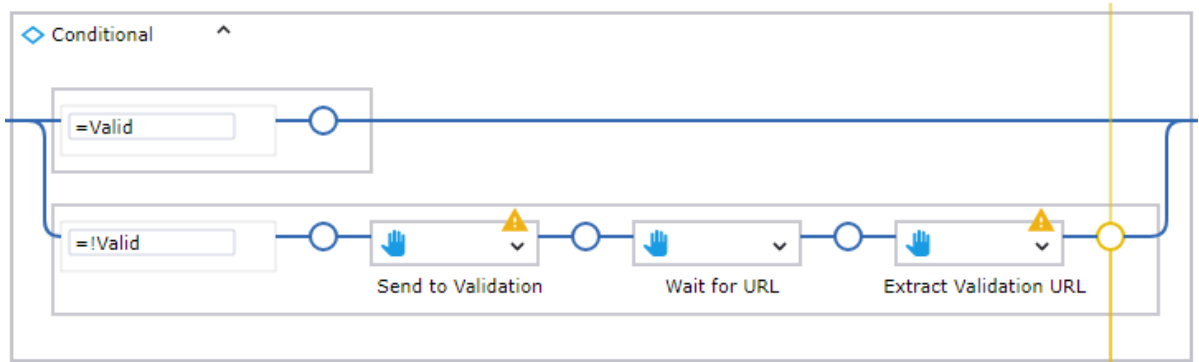 Conditional
=Valid
=!Valid
Send to Validation
Wait for URL
Extract Validation URL